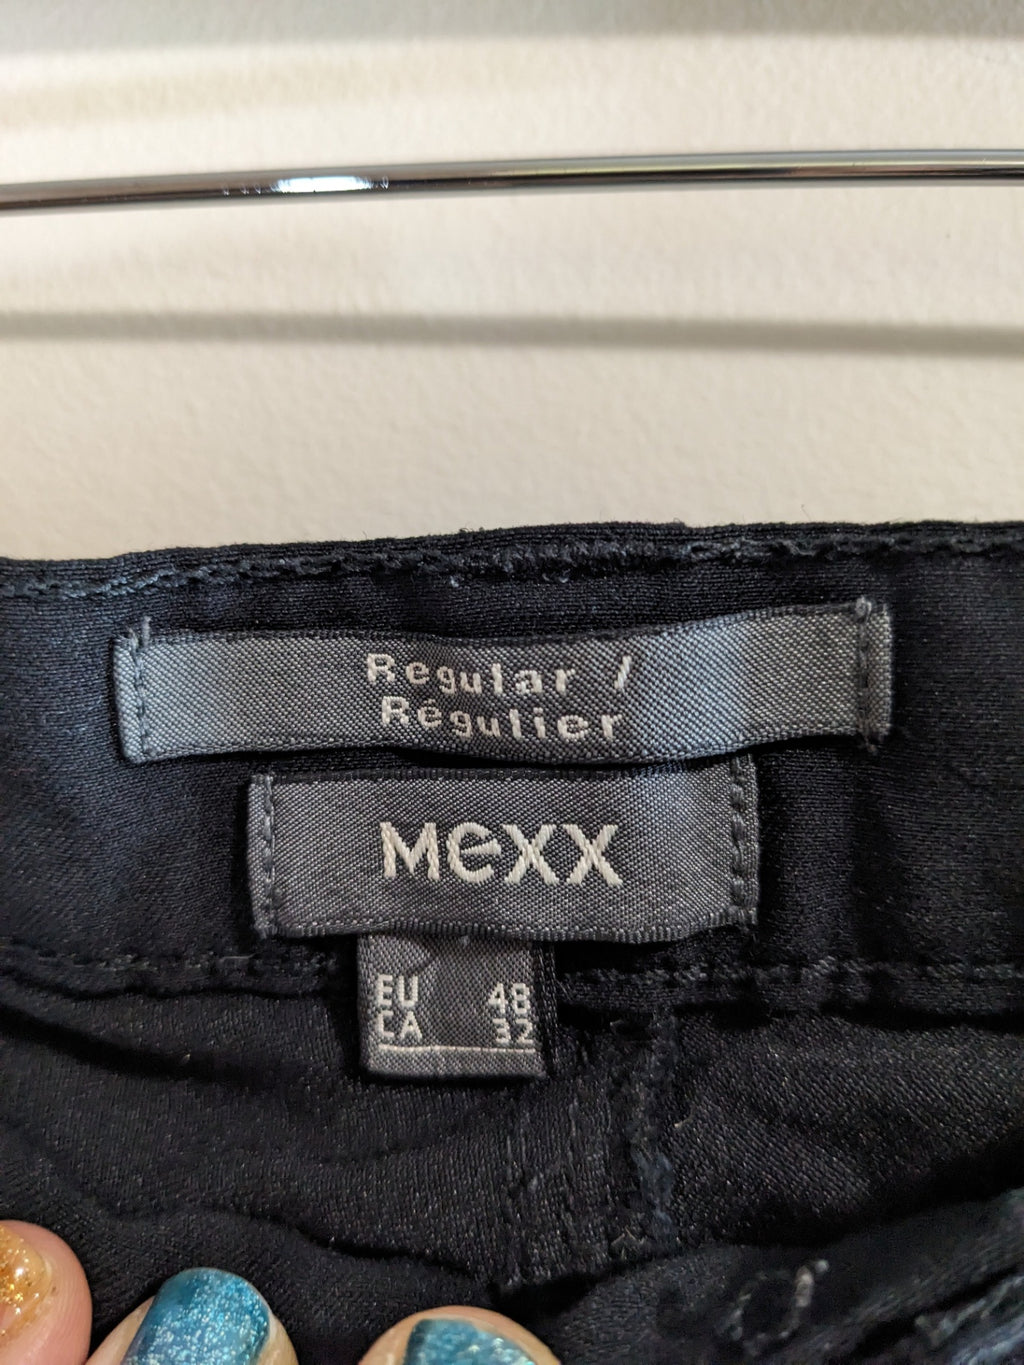 Regular /
Régulier
Mexx
EU 48
CA 32